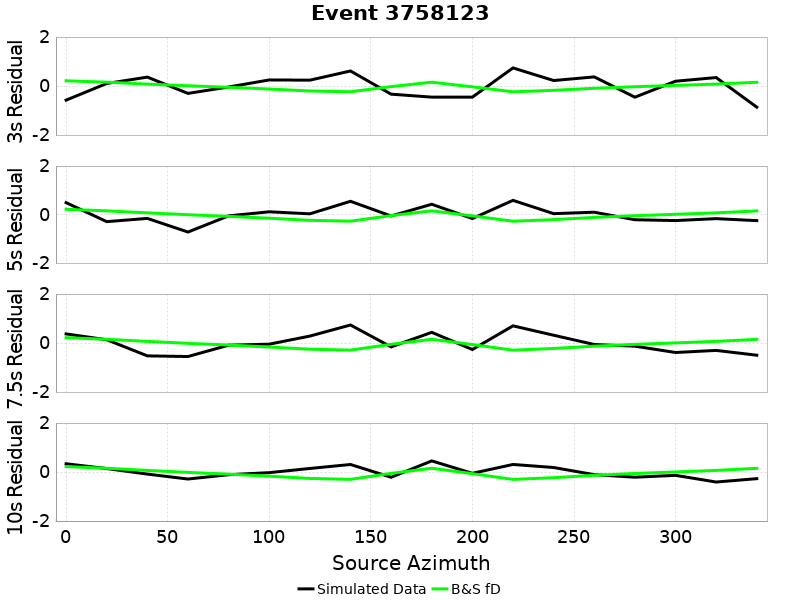 Event 3758123
3s Residual
2
0
-2
5s Residual
2
0
-2
7.5s Residual
2
0
-2
10s Residual
2
0
-2
0 50 100 150 200 250 300
Source Azimuth
Simulated Data B&S fD